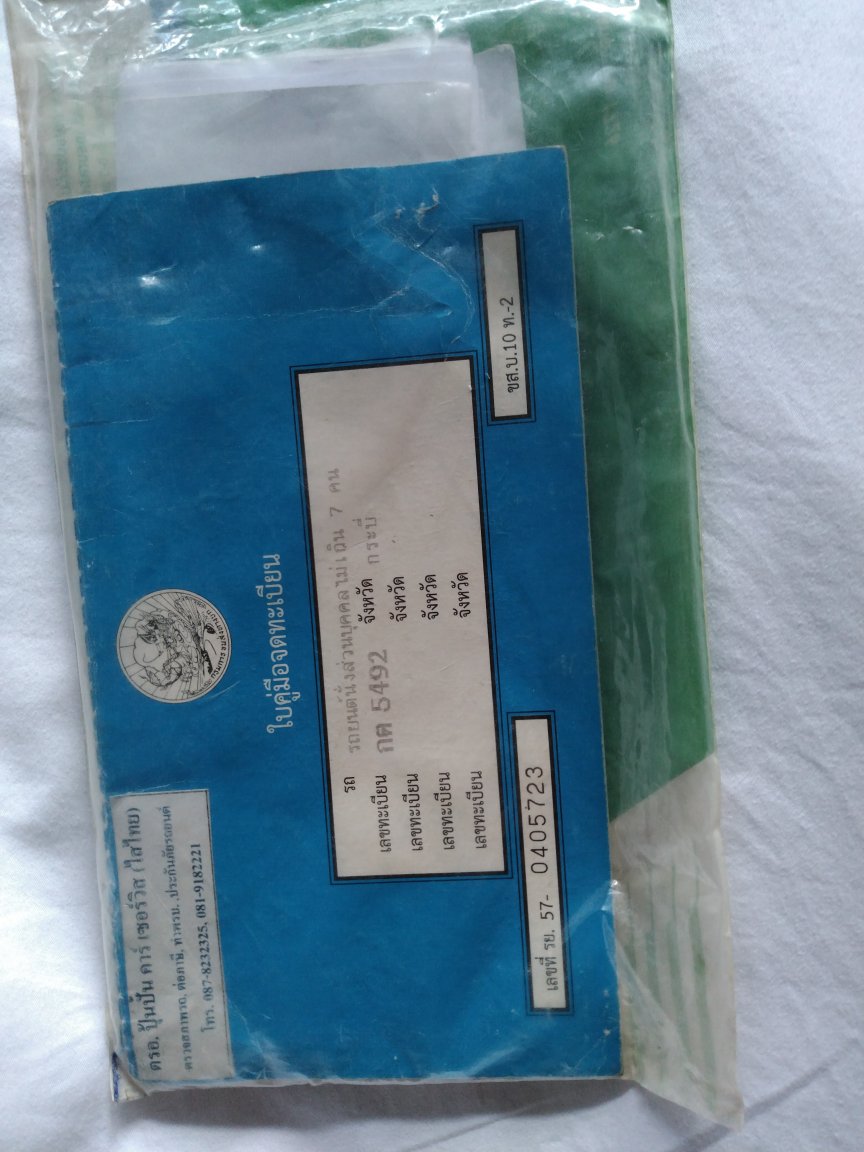 ตรอ. ปุ้นปั้น คาร์ เซอร์วิส (ไสไทย)
ตรวจสภาพรถ, ต่อภาษี, ทำพรบ.,ประกันภัยรถยนต์
โทร. 087-8232325, 081-9182221
ใบคู่มือจดทะเบียน
รถ รถยนต์นั่งส่วนบุคคลไม่เกิน 7 คน
เลขทะเบียน กค 5492 จังหวัด กระบี่
เลขทะเบียน จังหวัด
เลขทะเบียน จังหวัด
เลขทะเบียน จังหวัด
เลขที่ รย. 57- 0405723
ขส.บ.10 ท.-2